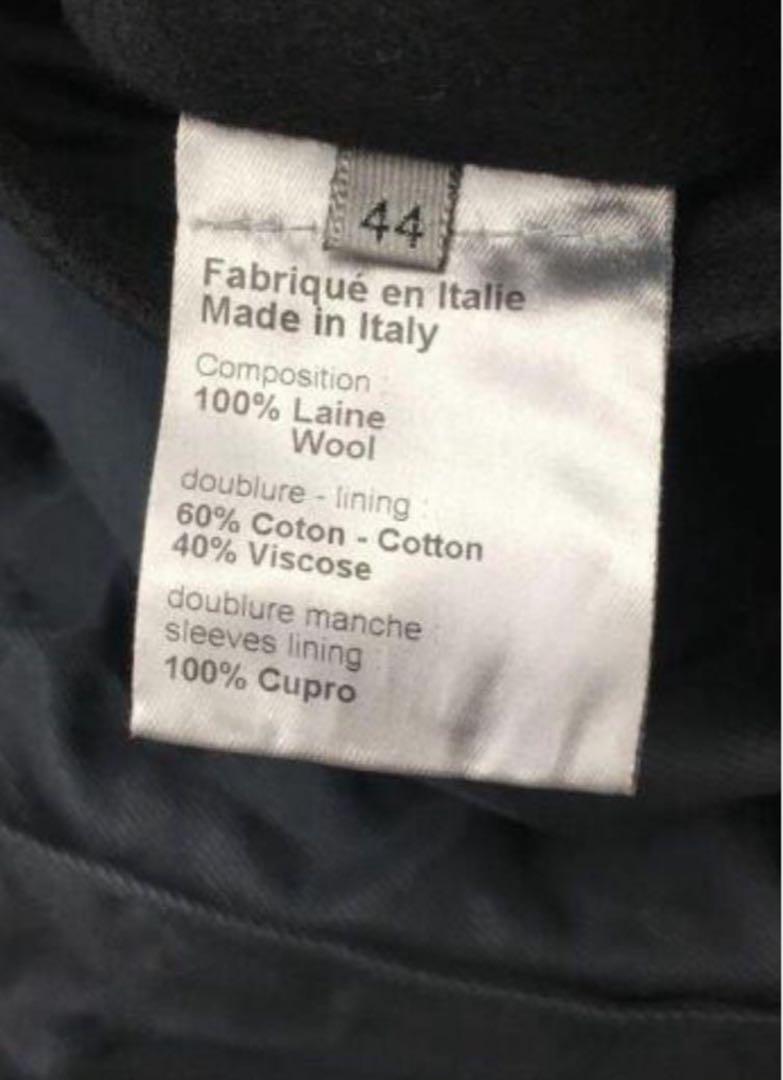 44
Fabriqué en Italie
Made in Italy
Composition :
100% Laine
Wool
doublure - lining :
60% Coton - Cotton
40% Viscose
doublure manche :
sleeves lining
100% Cupro